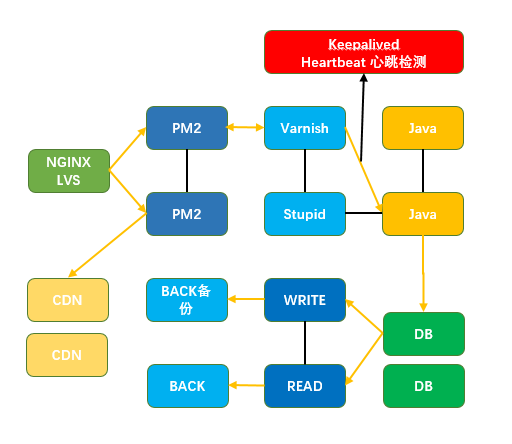 Keepalived
Heartbeat 心跳检测
PM2
Varnish
Java
NGINX
LVS
PM2
Stupid
Java
CDN
BACK备
份
WRITE
DB
CDN
BACK
READ
DB